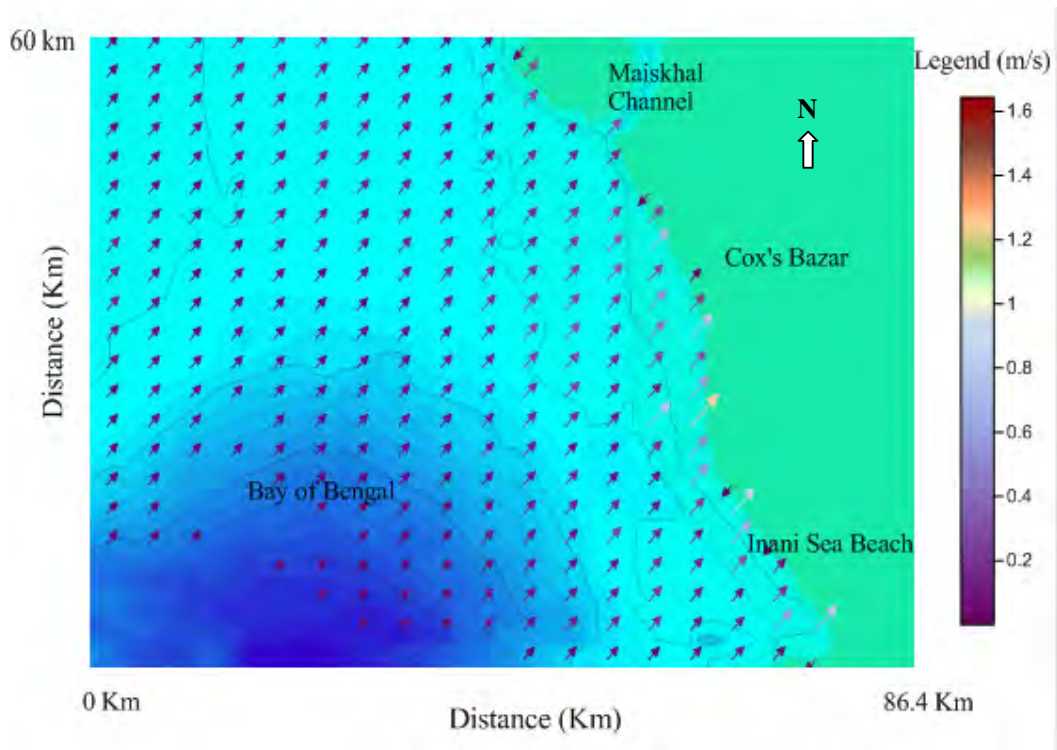 60 km
Legend (m/s)
Maiskhal
Channel
N
1.6
1.4
Cox's Bazar
1.2
1
0.8
0.6
Bay of Bengal
0.4
Inani Sea Beach
0.2
Distance (Km)
0 Km
86.4 Km
Distance (Km)